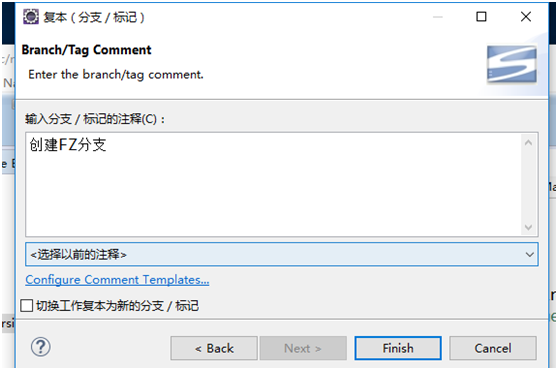 复本（分支 / 标记）
Branch/Tag Comment
Enter the branch/tag comment.
输入分支 / 标记的注释(C)：
创建FZ分支
<选择以前的注释>
Configure Comment Templates...
切换工作复本为新的分支 / 标记
< Back
Next >
Finish
Cancel